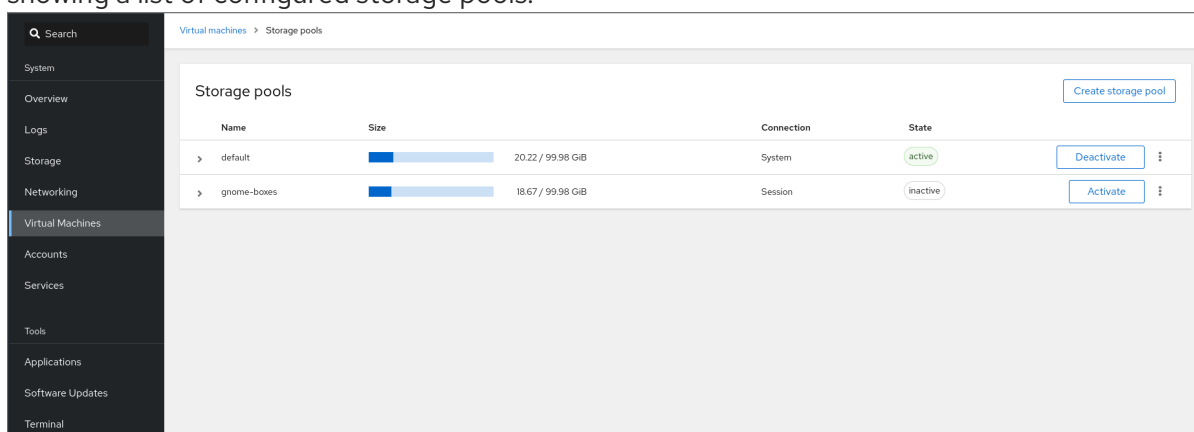 showing a list of configured storage pools.
Search
Virtual machines > Storage pools
System
Overview
Logs
Storage
Networking
Virtual Machines
Accounts
Services
Tools
Applications
Software Updates
Terminal
Storage pools
Create storage pool
Name Size Connection State
default 20.22 / 99.98 GiB System active Deactivate
gnome-boxes 18.67 / 99.98 GiB Session inactive Activate